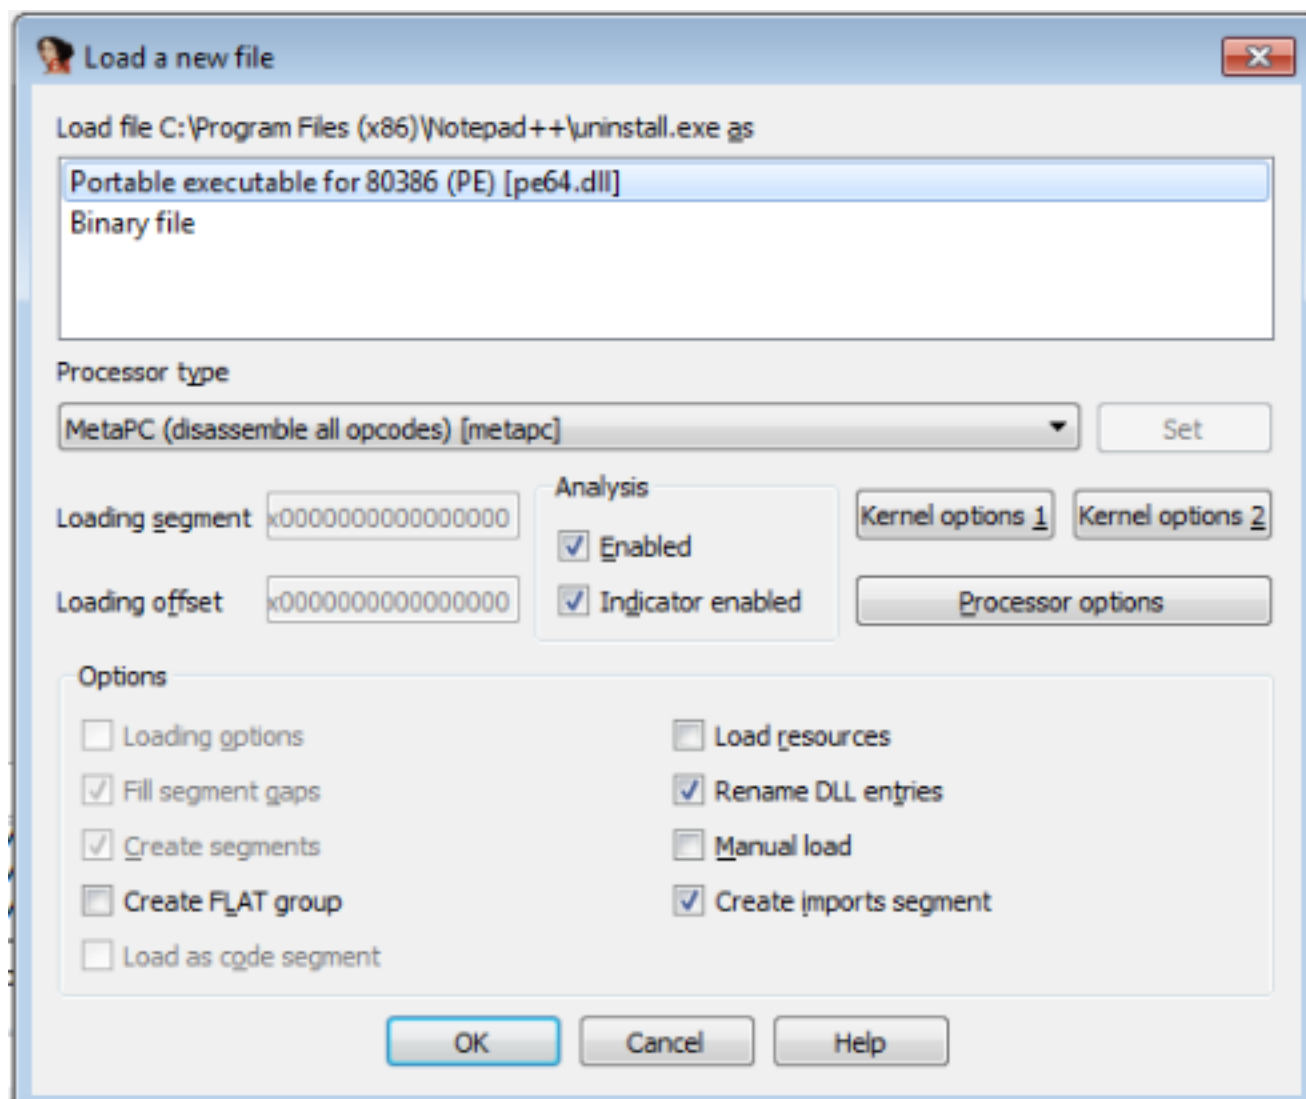 Load a new file
Load file C:\Program Files (x86)\Notepad++\uninstall.exe as
Portable executable for 80386 (PE) [pe64.dll]
Binary file
Processor type
MetaPC (disassemble all opcodes) [metapc]
Set
Loading segment
x0000000000000000
Loading offset
x0000000000000000
Analysis
Enabled
Indicator enabled
Kernel options 1
Kernel options 2
Processor options
Options
Loading options
Fill segment gaps
Create segments
Create FLAT group
Load as code segment
Load resources
Rename DLL entries
Manual load
Create imports segment
OK
Cancel
Help